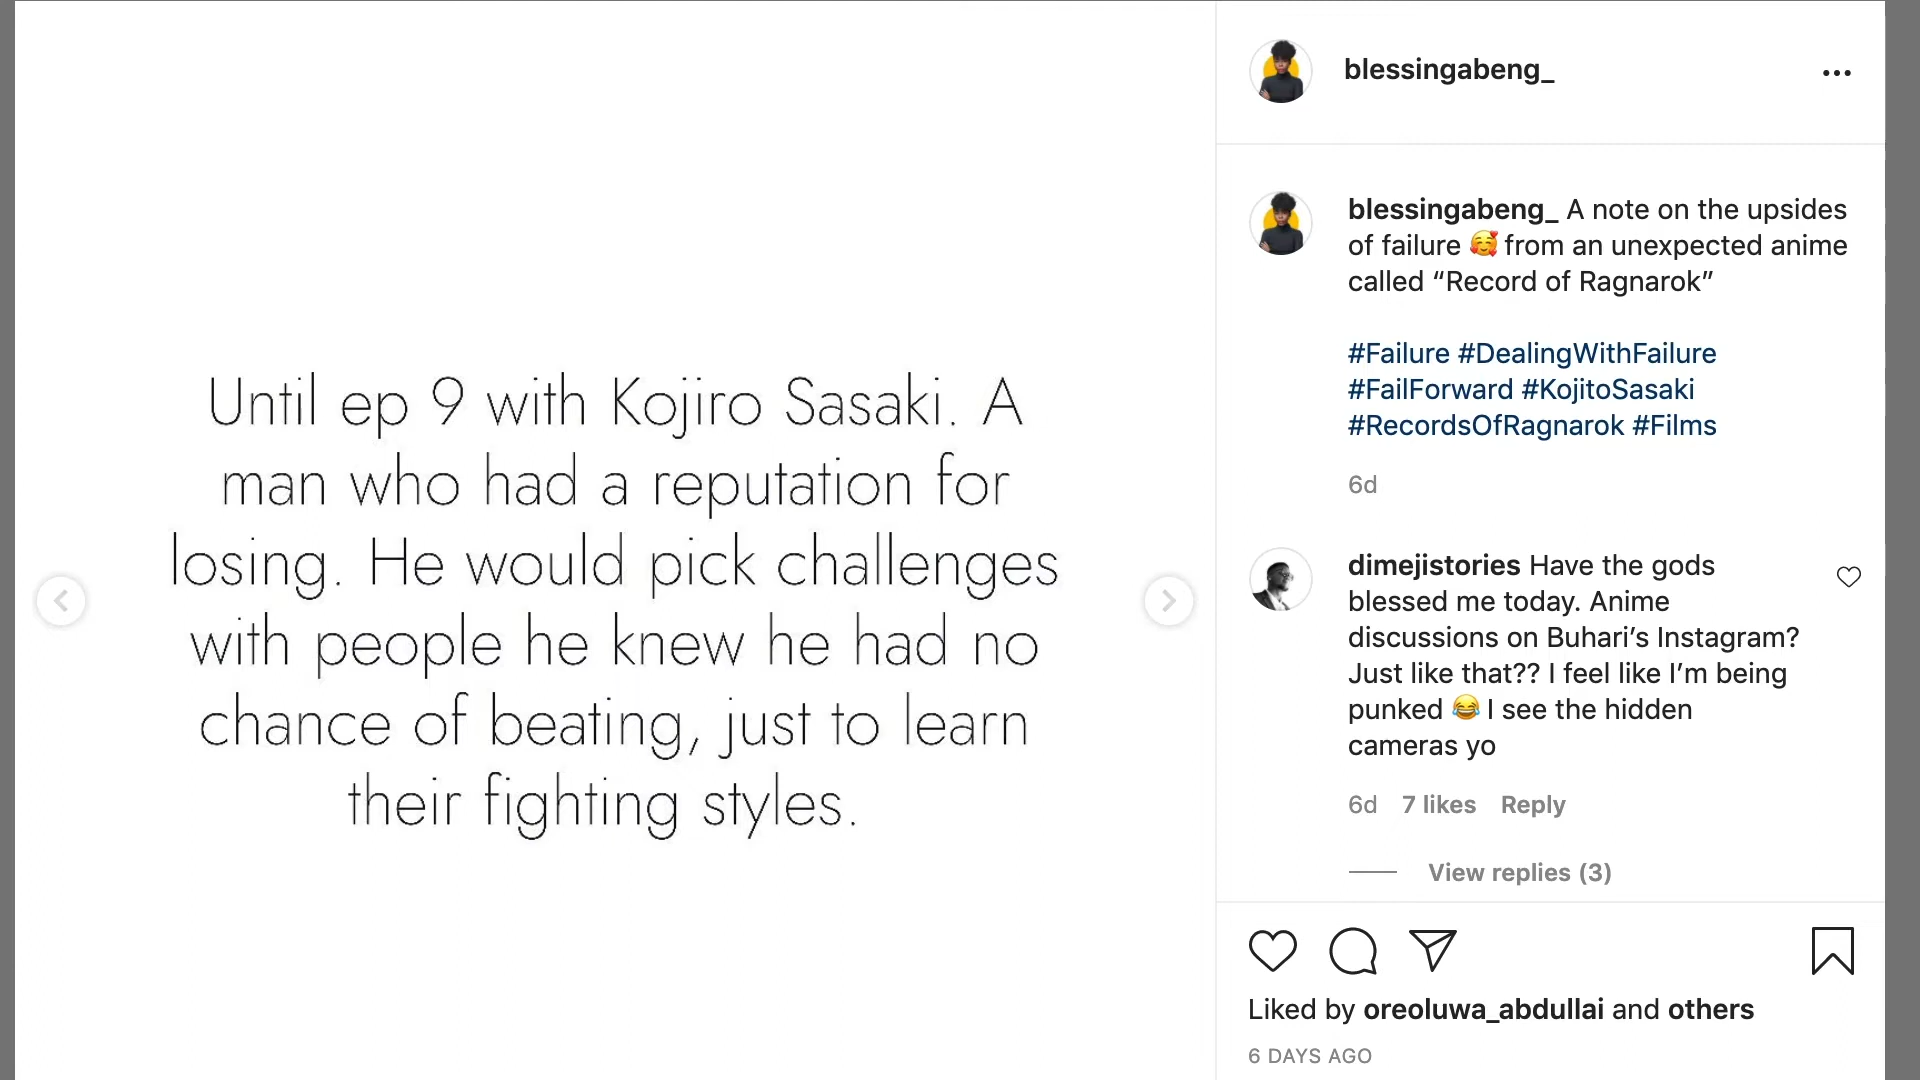 Until ep 9 with Kojiro Sasaki. A
man who had a reputation for
losing. He would pick challenges
with people he knew he had no
chance of beating, just to learn
their fighting styles.
blessingabeng_
blessingabeng_ A note on the upsides
of failure 🥰 from an unexpected anime
called “Record of Ragnarok”
#Failure #DealingWithFailure
#FailForward #KojitoSasaki
#RecordsOfRagnarok #Films
6d
dimejistories Have the gods
blessed me today. Anime
discussions on Buhari’s Instagram?
Just like that?? I feel like I’m being
punked 😂 I see the hidden
cameras yo
6d 7 likes Reply
View replies (3)
Liked by oreoluwa_abdullai and others
6 DAYS AGO